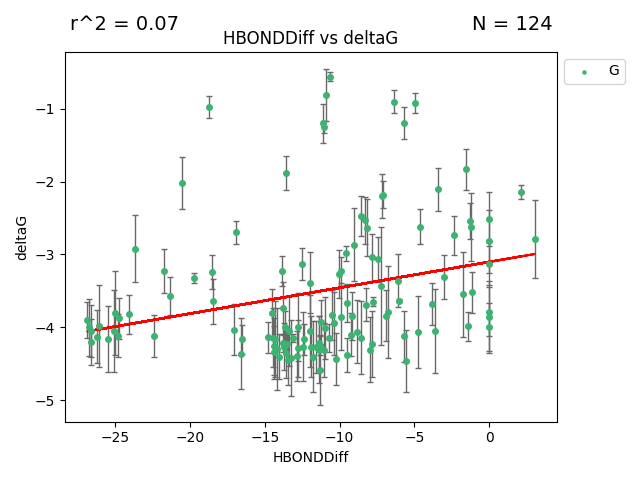 r^2 = 0.07
N = 124
HBONDDiff vs deltaG
G
deltaG
−1
−2
−3
−4
−5
−25
−20
−15
−10
−5
0
HBONDDiff